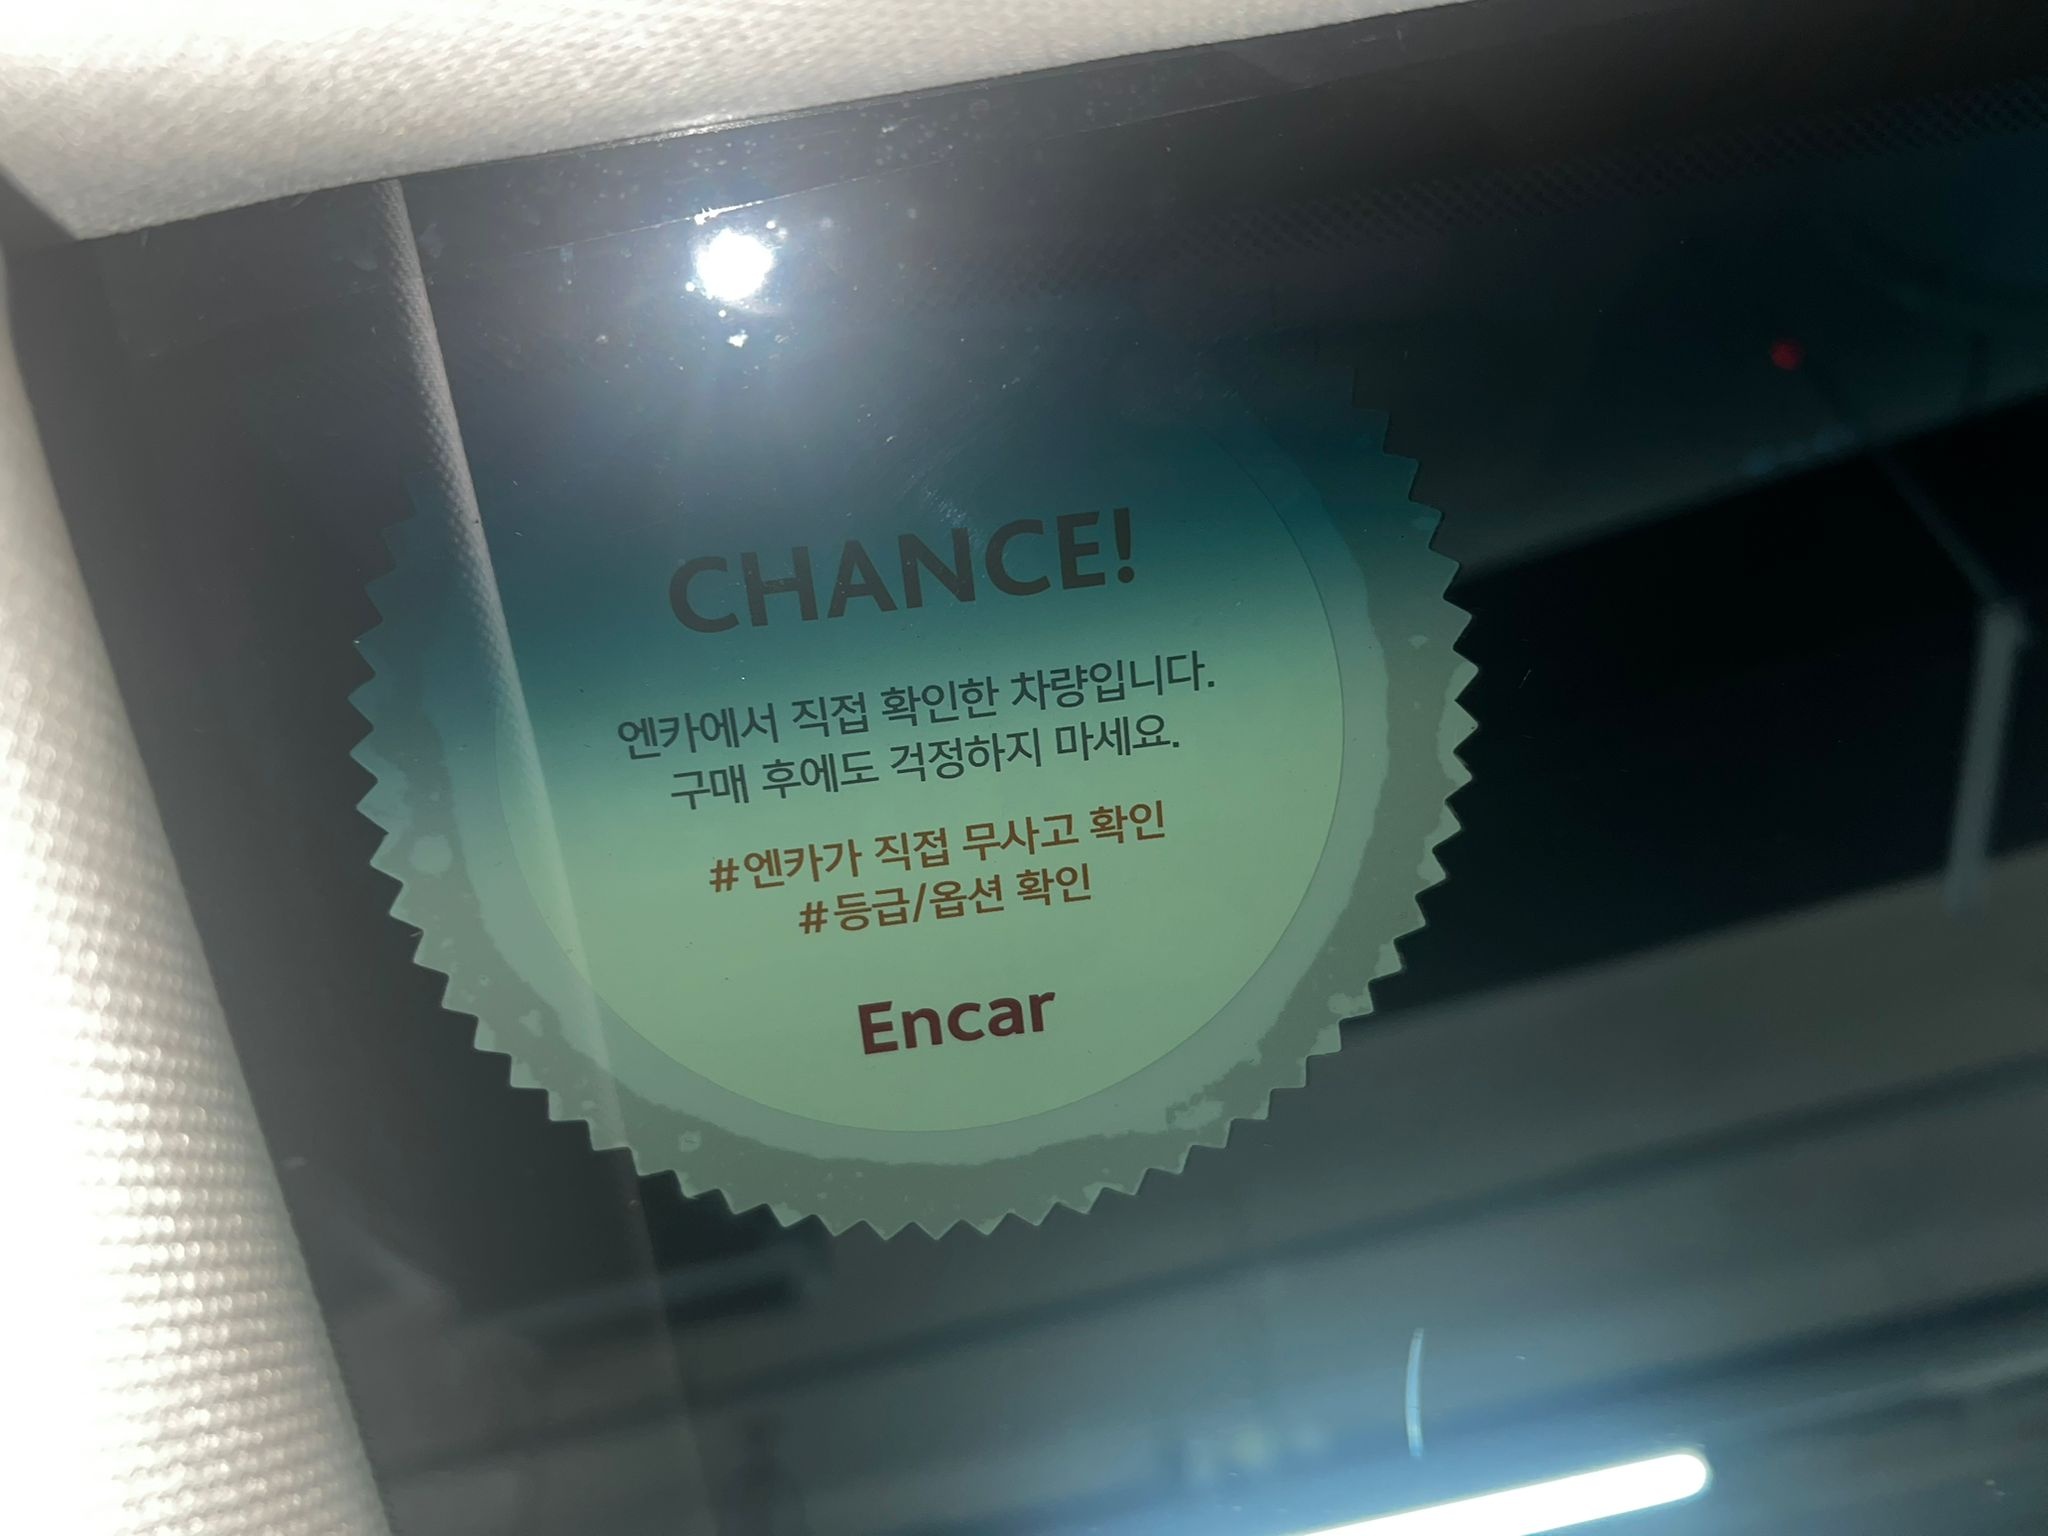 CHANCE!
엔카에서 직접 확인한 차량입니다.
구매 후에도 걱정하지 마세요.
#엔카가 직접 무사고 확인
#등급/옵션 확인
Encar